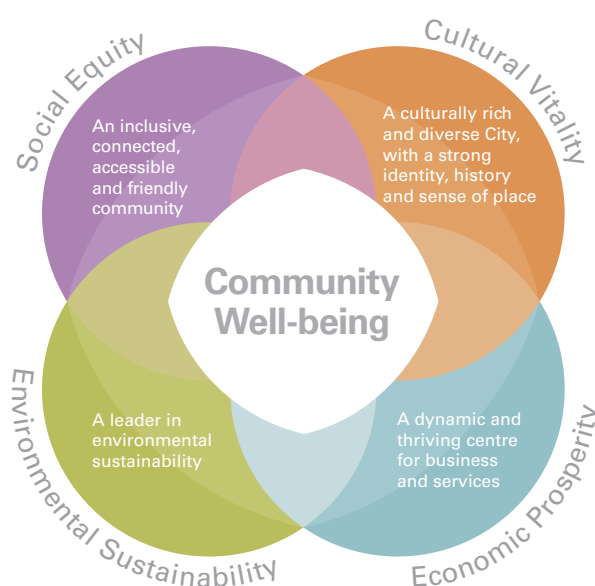 Social Equity
Cultural Vitality
An inclusive,
connected,
accessible
and friendly
community
A culturally rich
and diverse City,
with a strong
identity, history
and sense of place
Community
Well-being
A leader in
environmental
sustainability
A dynamic and
thriving centre
for business
and services
Environmental Sustainability
Economic Prosperity